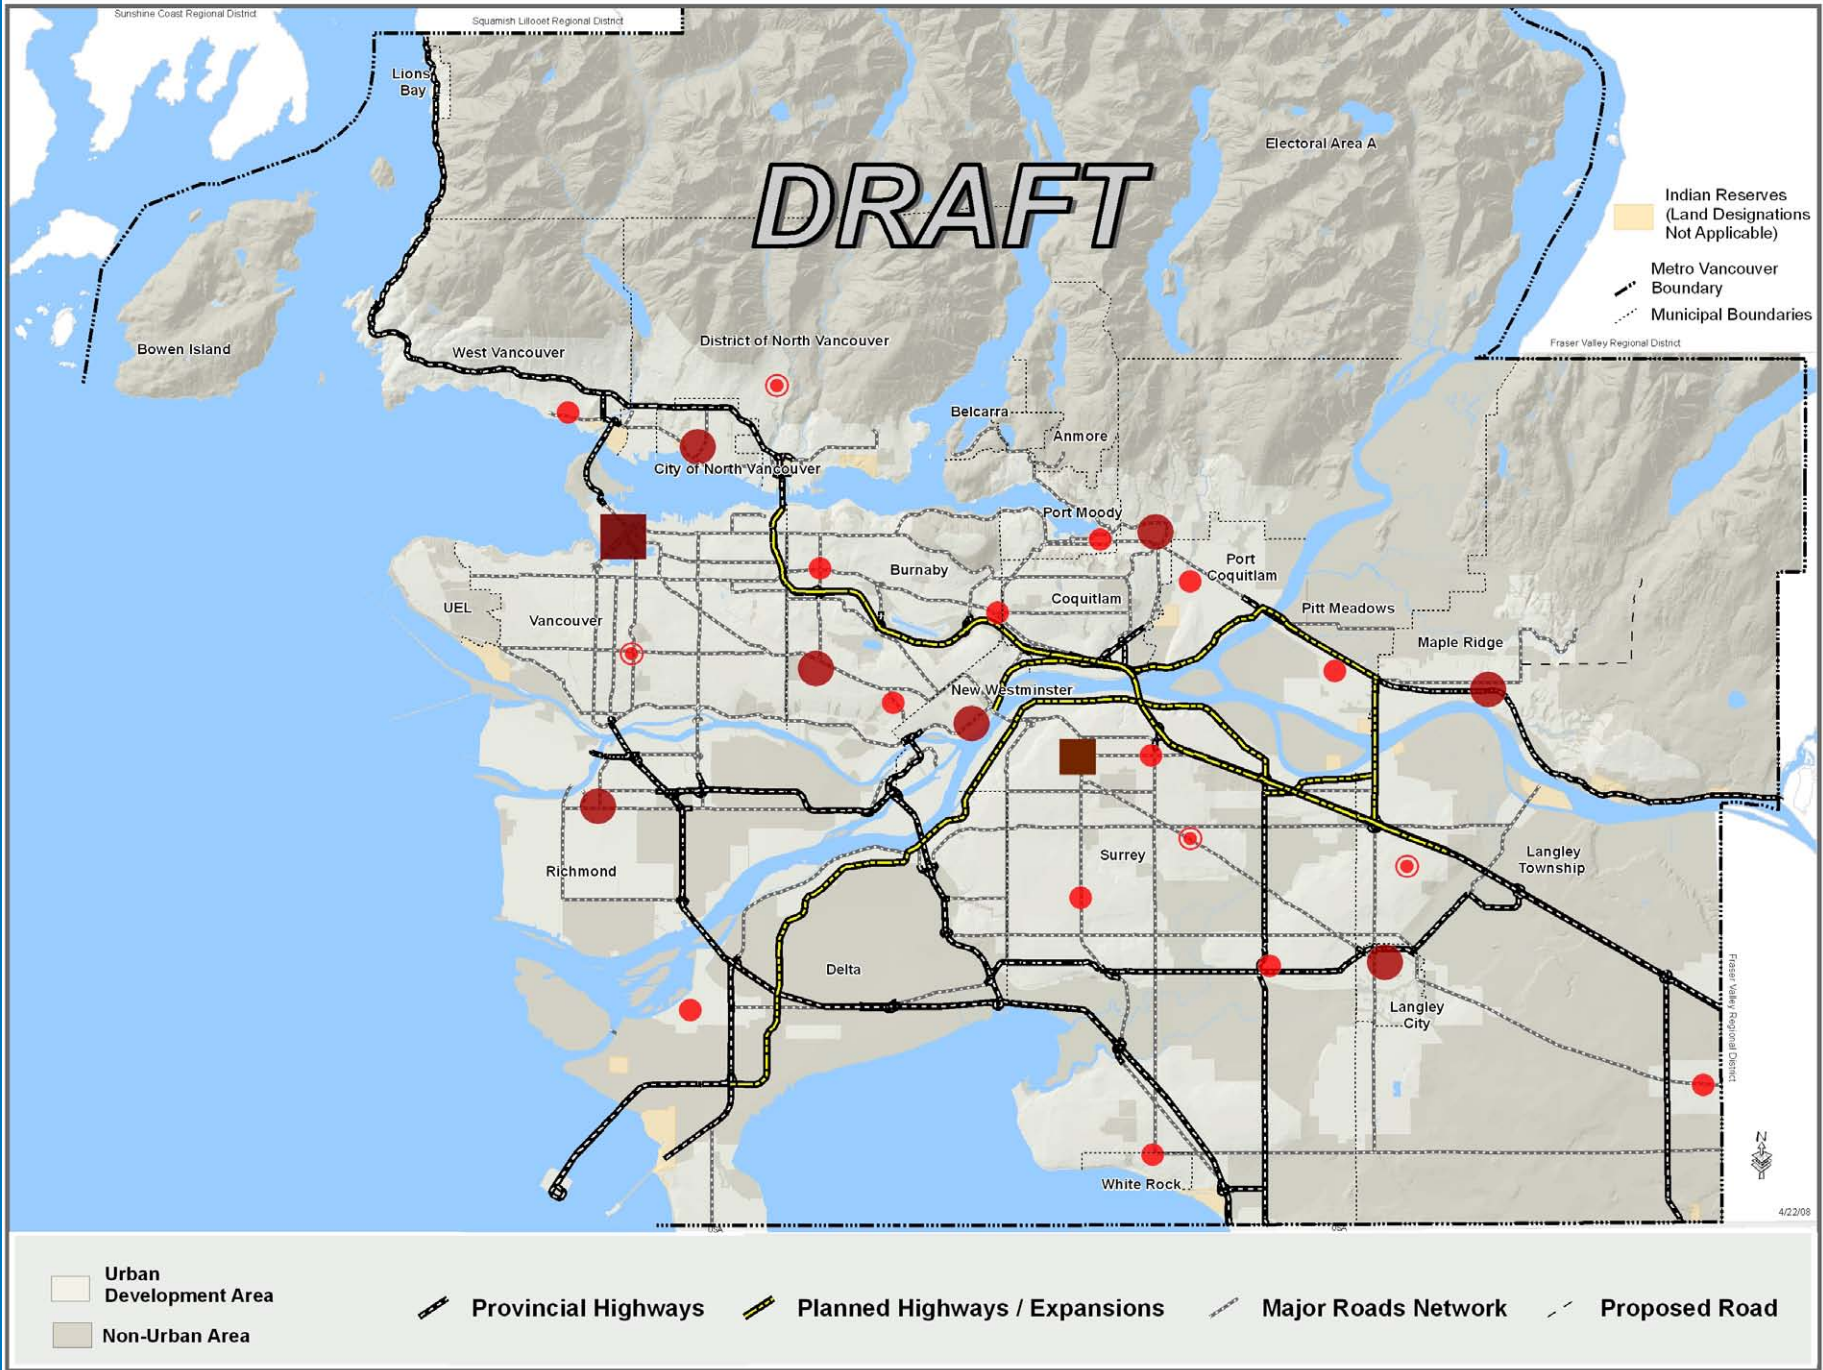 Sunshine Coast Regional District
Squamish Lillooet Regional District
Lions
Bay
Electoral Area A
DRAFT
Indian Reserves
(Land Designations
Not Applicable)
Metro Vancouver
Boundary
Municipal Boundaries
Fraser Valley Regional District
Bowen Island
West Vancouver
District of North Vancouver
Belcarra
Anmore
City of North Vancouver
Port Moody
Port
Coquitlam
Burnaby
Coquitlam
UEL
Vancouver
Pitt Meadows
Maple Ridge
New Westminster
Richmond
Surrey
Langley
Township
Delta
Langley
City
Fraser Valley Regional District
White Rock
N
4/22/08
USA
USA
Urban
Development Area
Non-Urban Area
Provincial Highways
Planned Highways / Expansions
Major Roads Network
Proposed Road